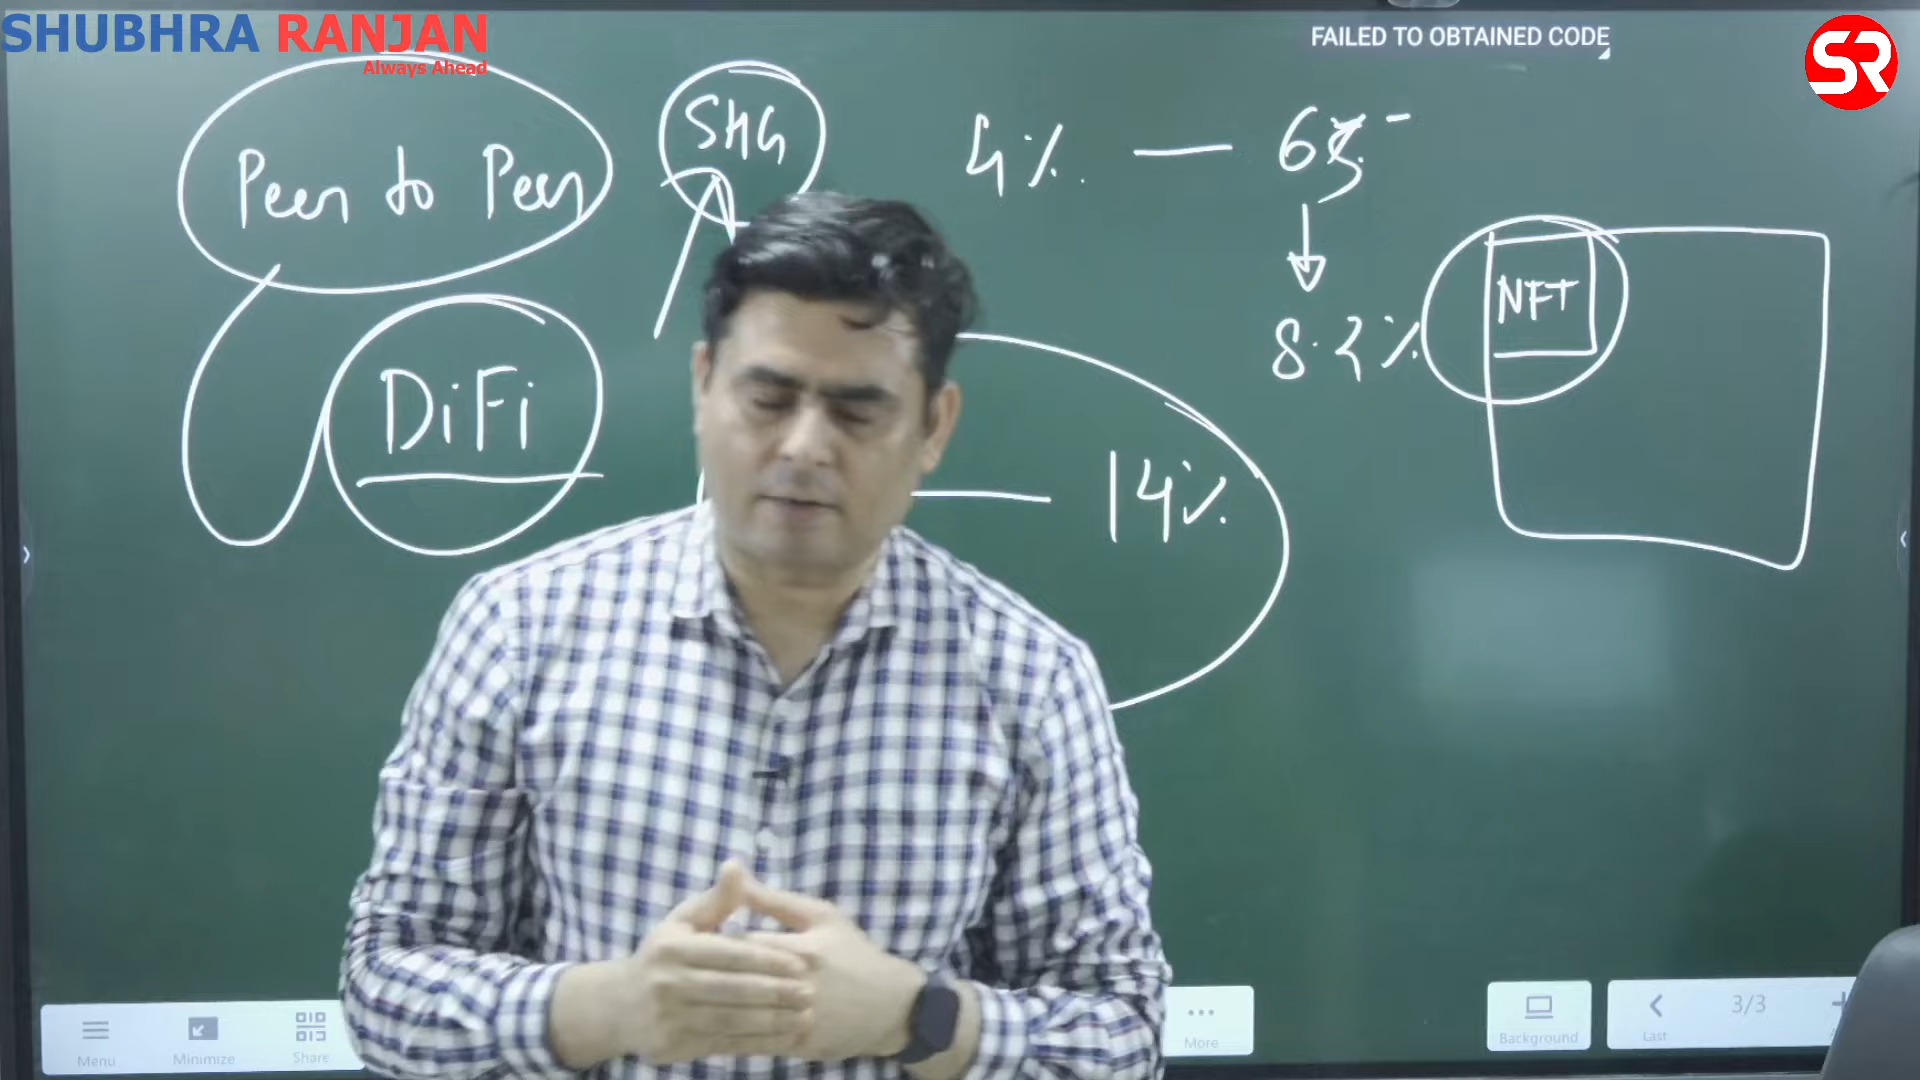 SHUBHRA RANJAN
Always Ahead
FAILED TO OBTAINED CODE
SR
Peer to Peer
SHG
4% — 6
8.2%
NFT
DiFi
— 14%
Menu
Minimize
Share
More
Background
Last
3/3